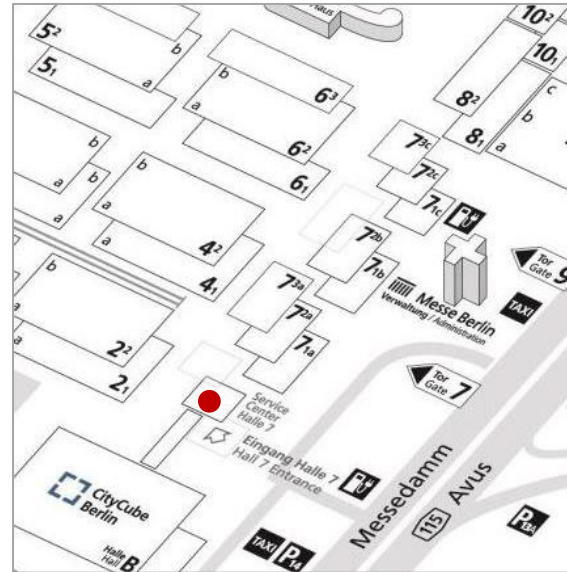 Haus
5² b a
5₁
b a
b a
6³
b 6²
a 6₁
10²
10₁
8²
8₁
c
b
a
7³ᶜ
7²ᶜ
7₁c
b 4²
a 4₁
7²ᵇ
7₁b
7³ᵃ
7²ᵃ
7₁a
b 2²
a 2₁
Messe Berlin
Verwaltung / Administration
Tor
Gate 9
TAXI
Tor
Gate 7
Service
Center
Halle 7
Eingang Halle 7
Hall 7 Entrance
CityCube
Berlin
Halle
Hall B
Messedamm
115 Avus
TAXI P14
P